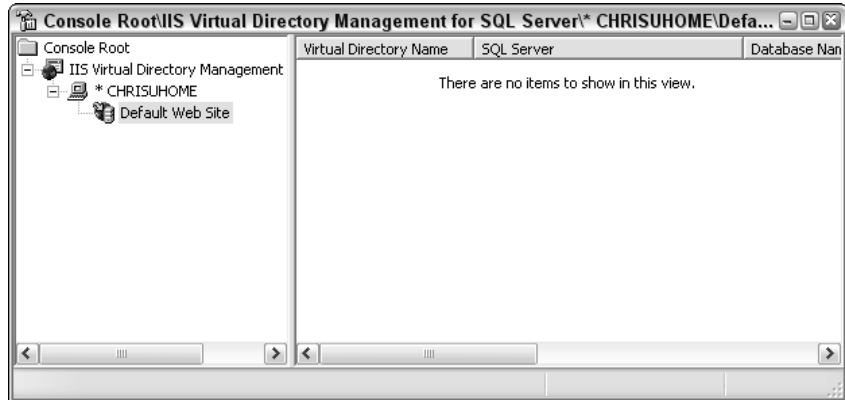 Console Root\IIS Virtual Directory Management for SQL Server\* CHRISUHOME\Defa...
Console Root
IIS Virtual Directory Management
* CHRISUHOME
Default Web Site
Virtual Directory Name
SQL Server
Database Nan
There are no items to show in this view.